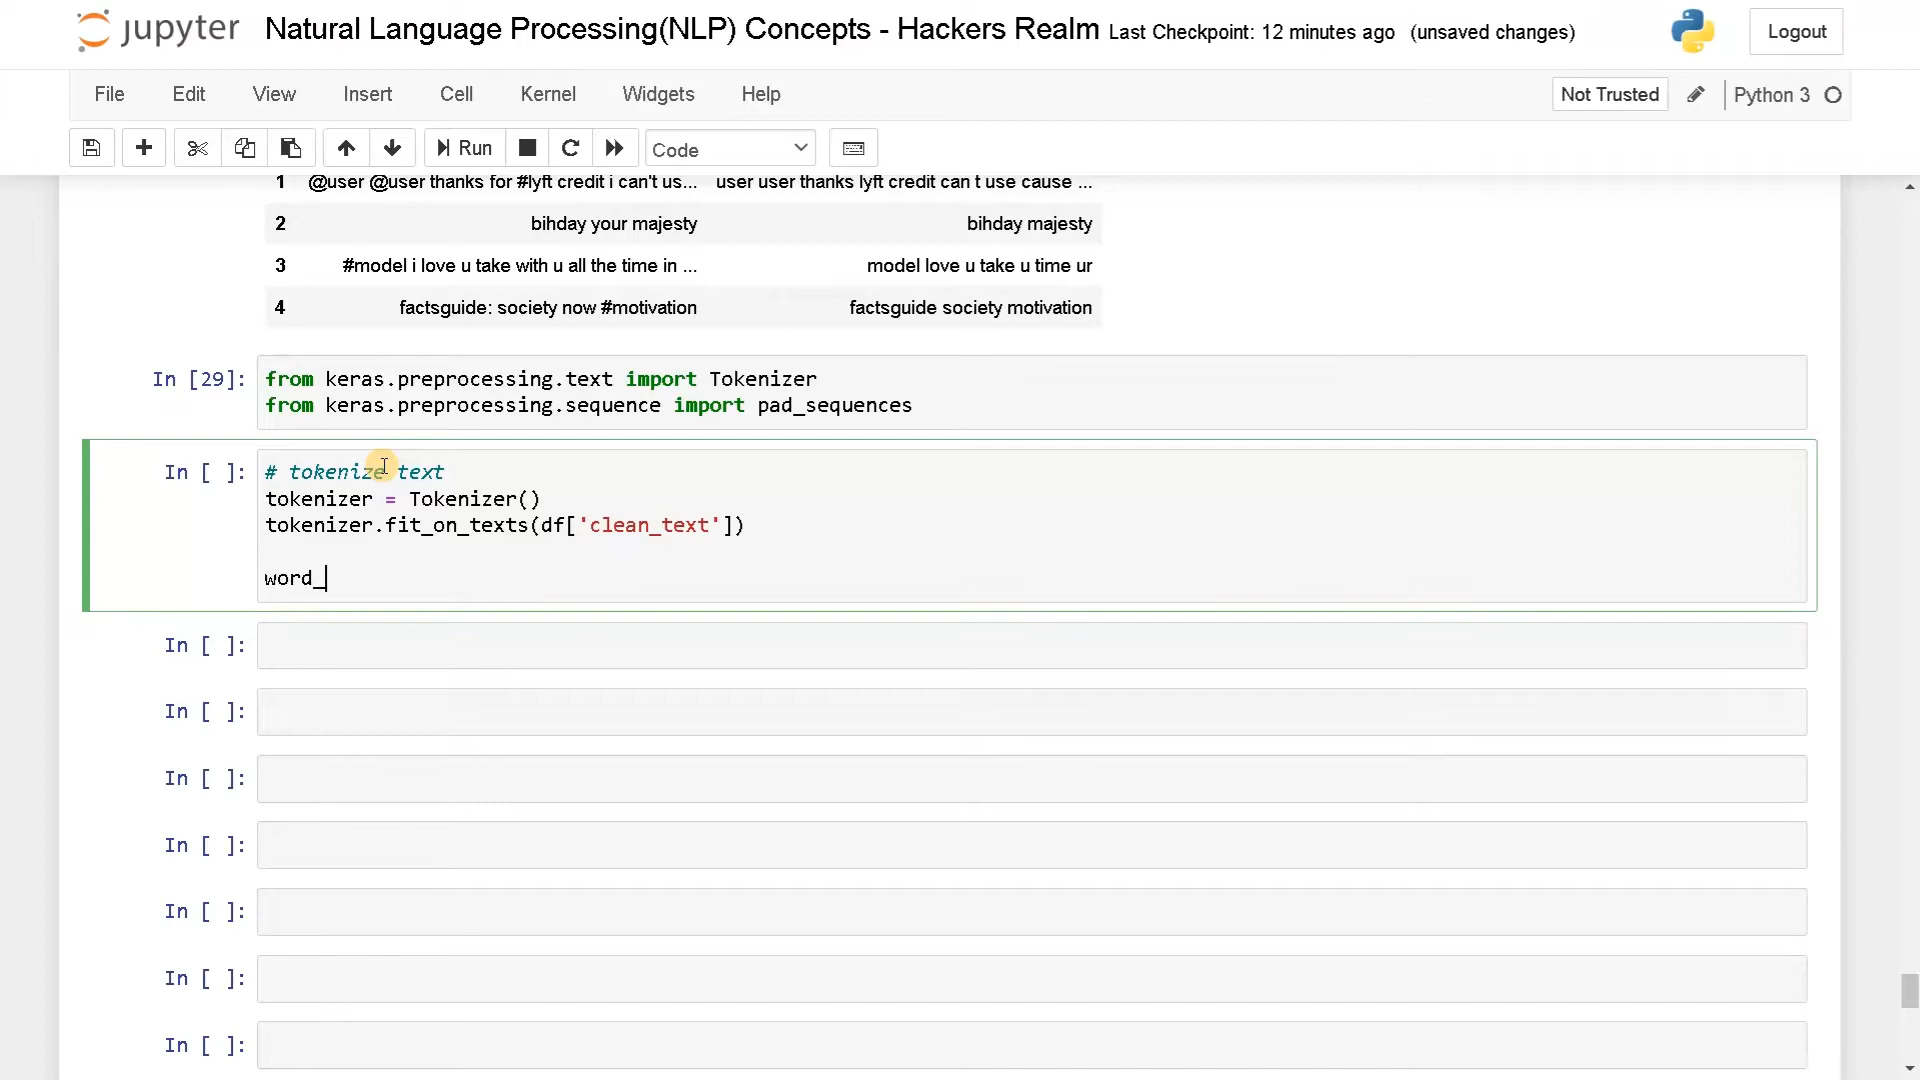 jupyter Natural Language Processing(NLP) Concepts - Hackers Realm Last Checkpoint: 12 minutes ago (unsaved changes) Logout
File Edit View Insert Cell Kernel Widgets Help Not Trusted Python 3
Run Code
1 @user @user thanks for #lyft credit i can't us... user user thanks lyft credit can t use cause ...
2 bihday your majesty bihday majesty
3 #model i love u take with u all the time in ... model love u take u time ur
4 factsguide: society now #motivation factsguide society motivation
In [29]: from keras.preprocessing.text import Tokenizer
from keras.preprocessing.sequence import pad_sequences
In [ ]: # tokenize text
tokenizer = Tokenizer()
tokenizer.fit_on_texts(df['clean_text'])
word_
In [ ]:
In [ ]:
In [ ]:
In [ ]:
In [ ]:
In [ ]:
In [ ]: